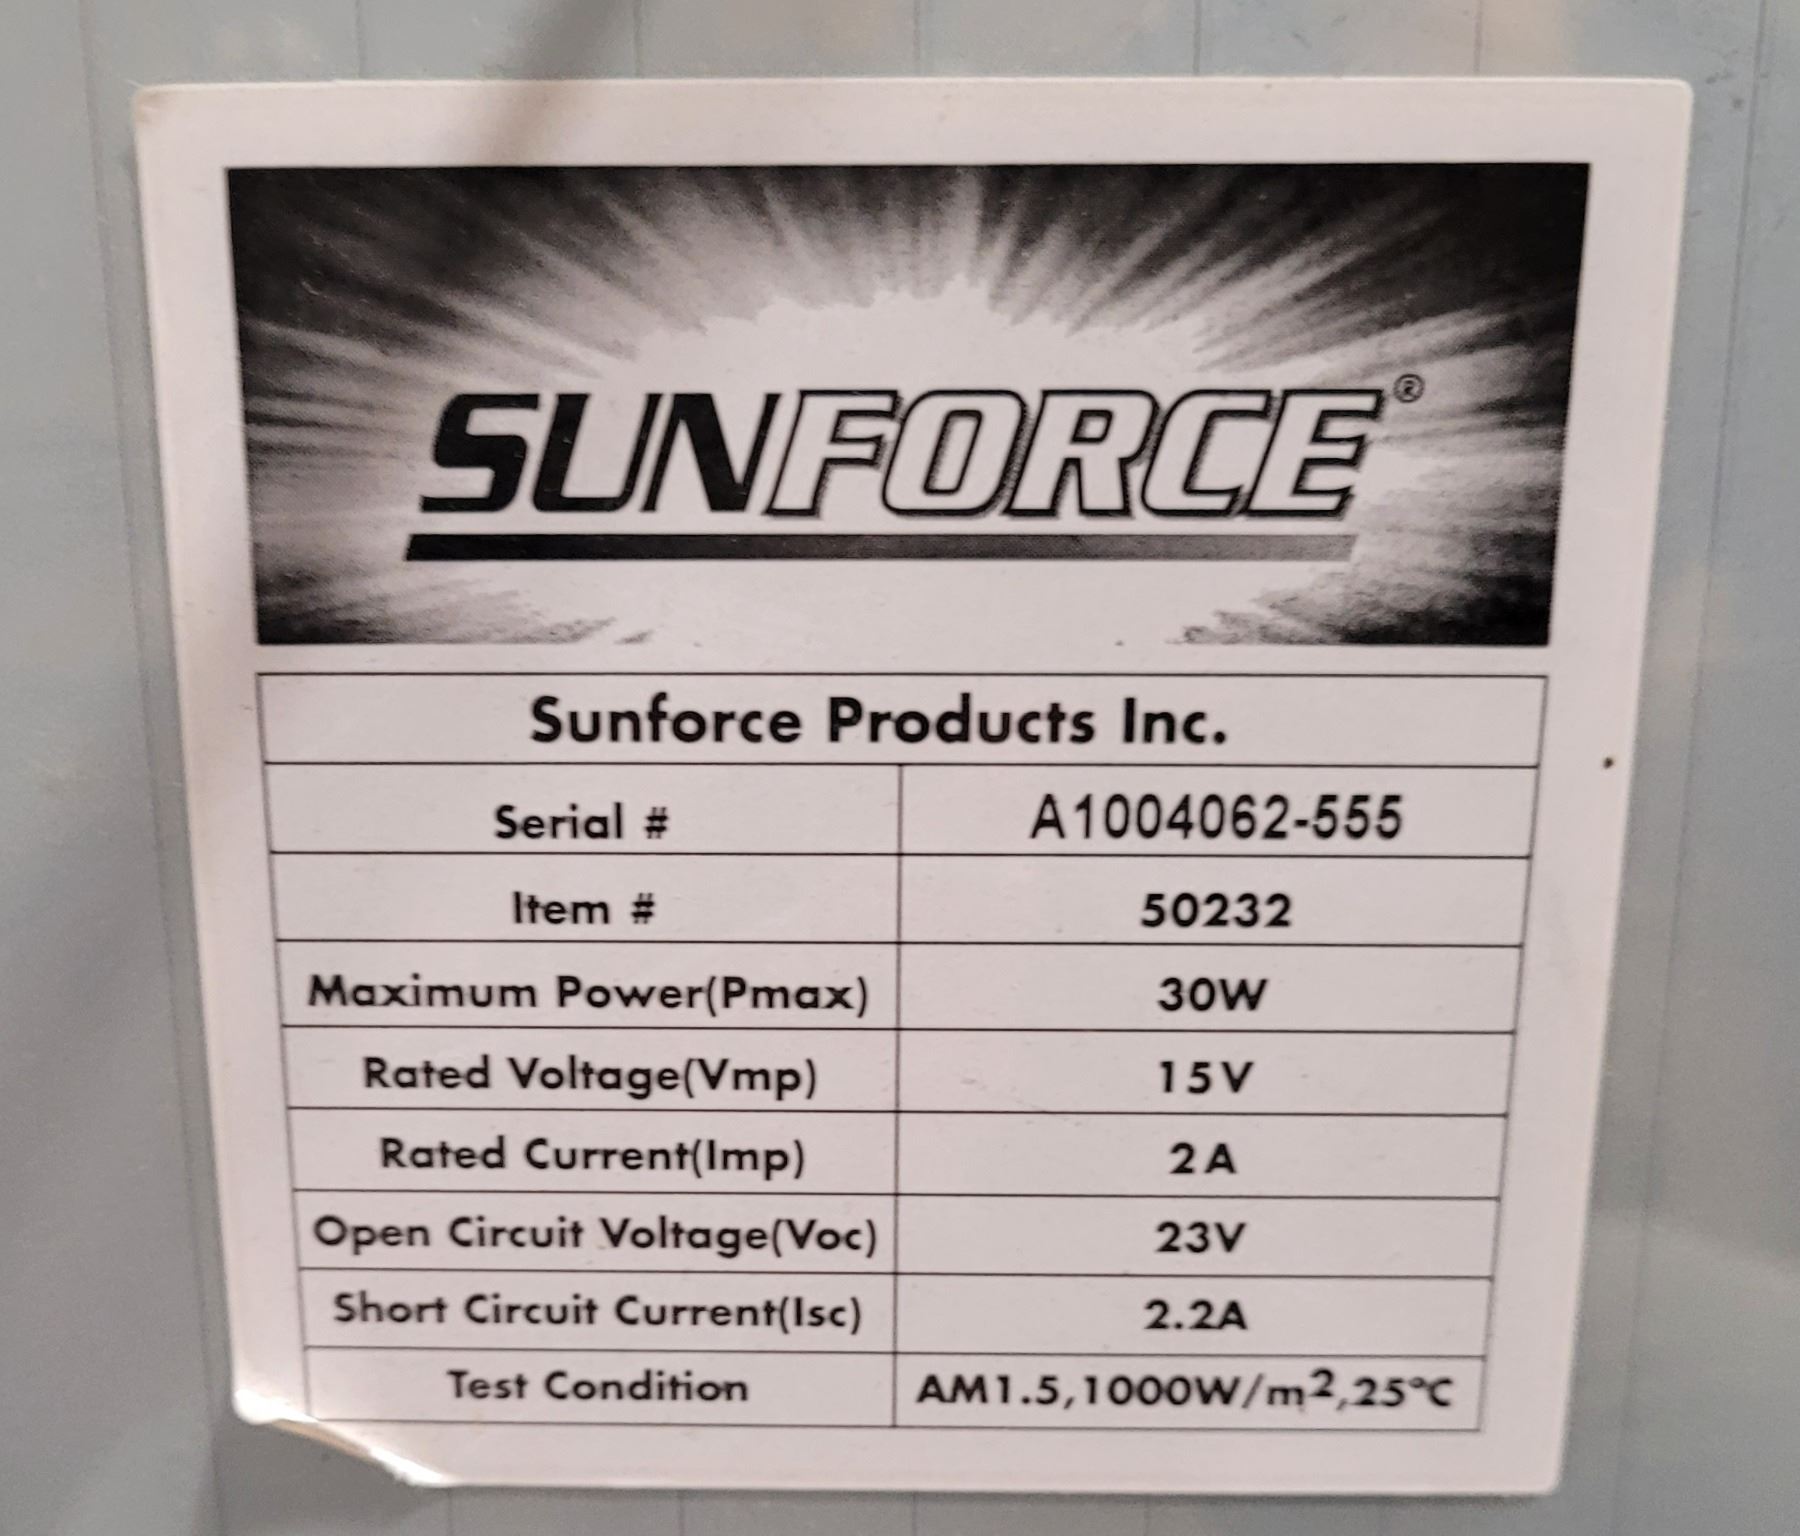 SUNFORCE®
Sunforce Products Inc.
Serial # A1004062-555
Item # 50232
Maximum Power(Pmax) 30W
Rated Voltage(Vmp) 15V
Rated Current(Imp) 2A
Open Circuit Voltage(Voc) 23V
Short Circuit Current(Isc) 2.2A
Test Condition AM1.5,1000W/m²,25°C